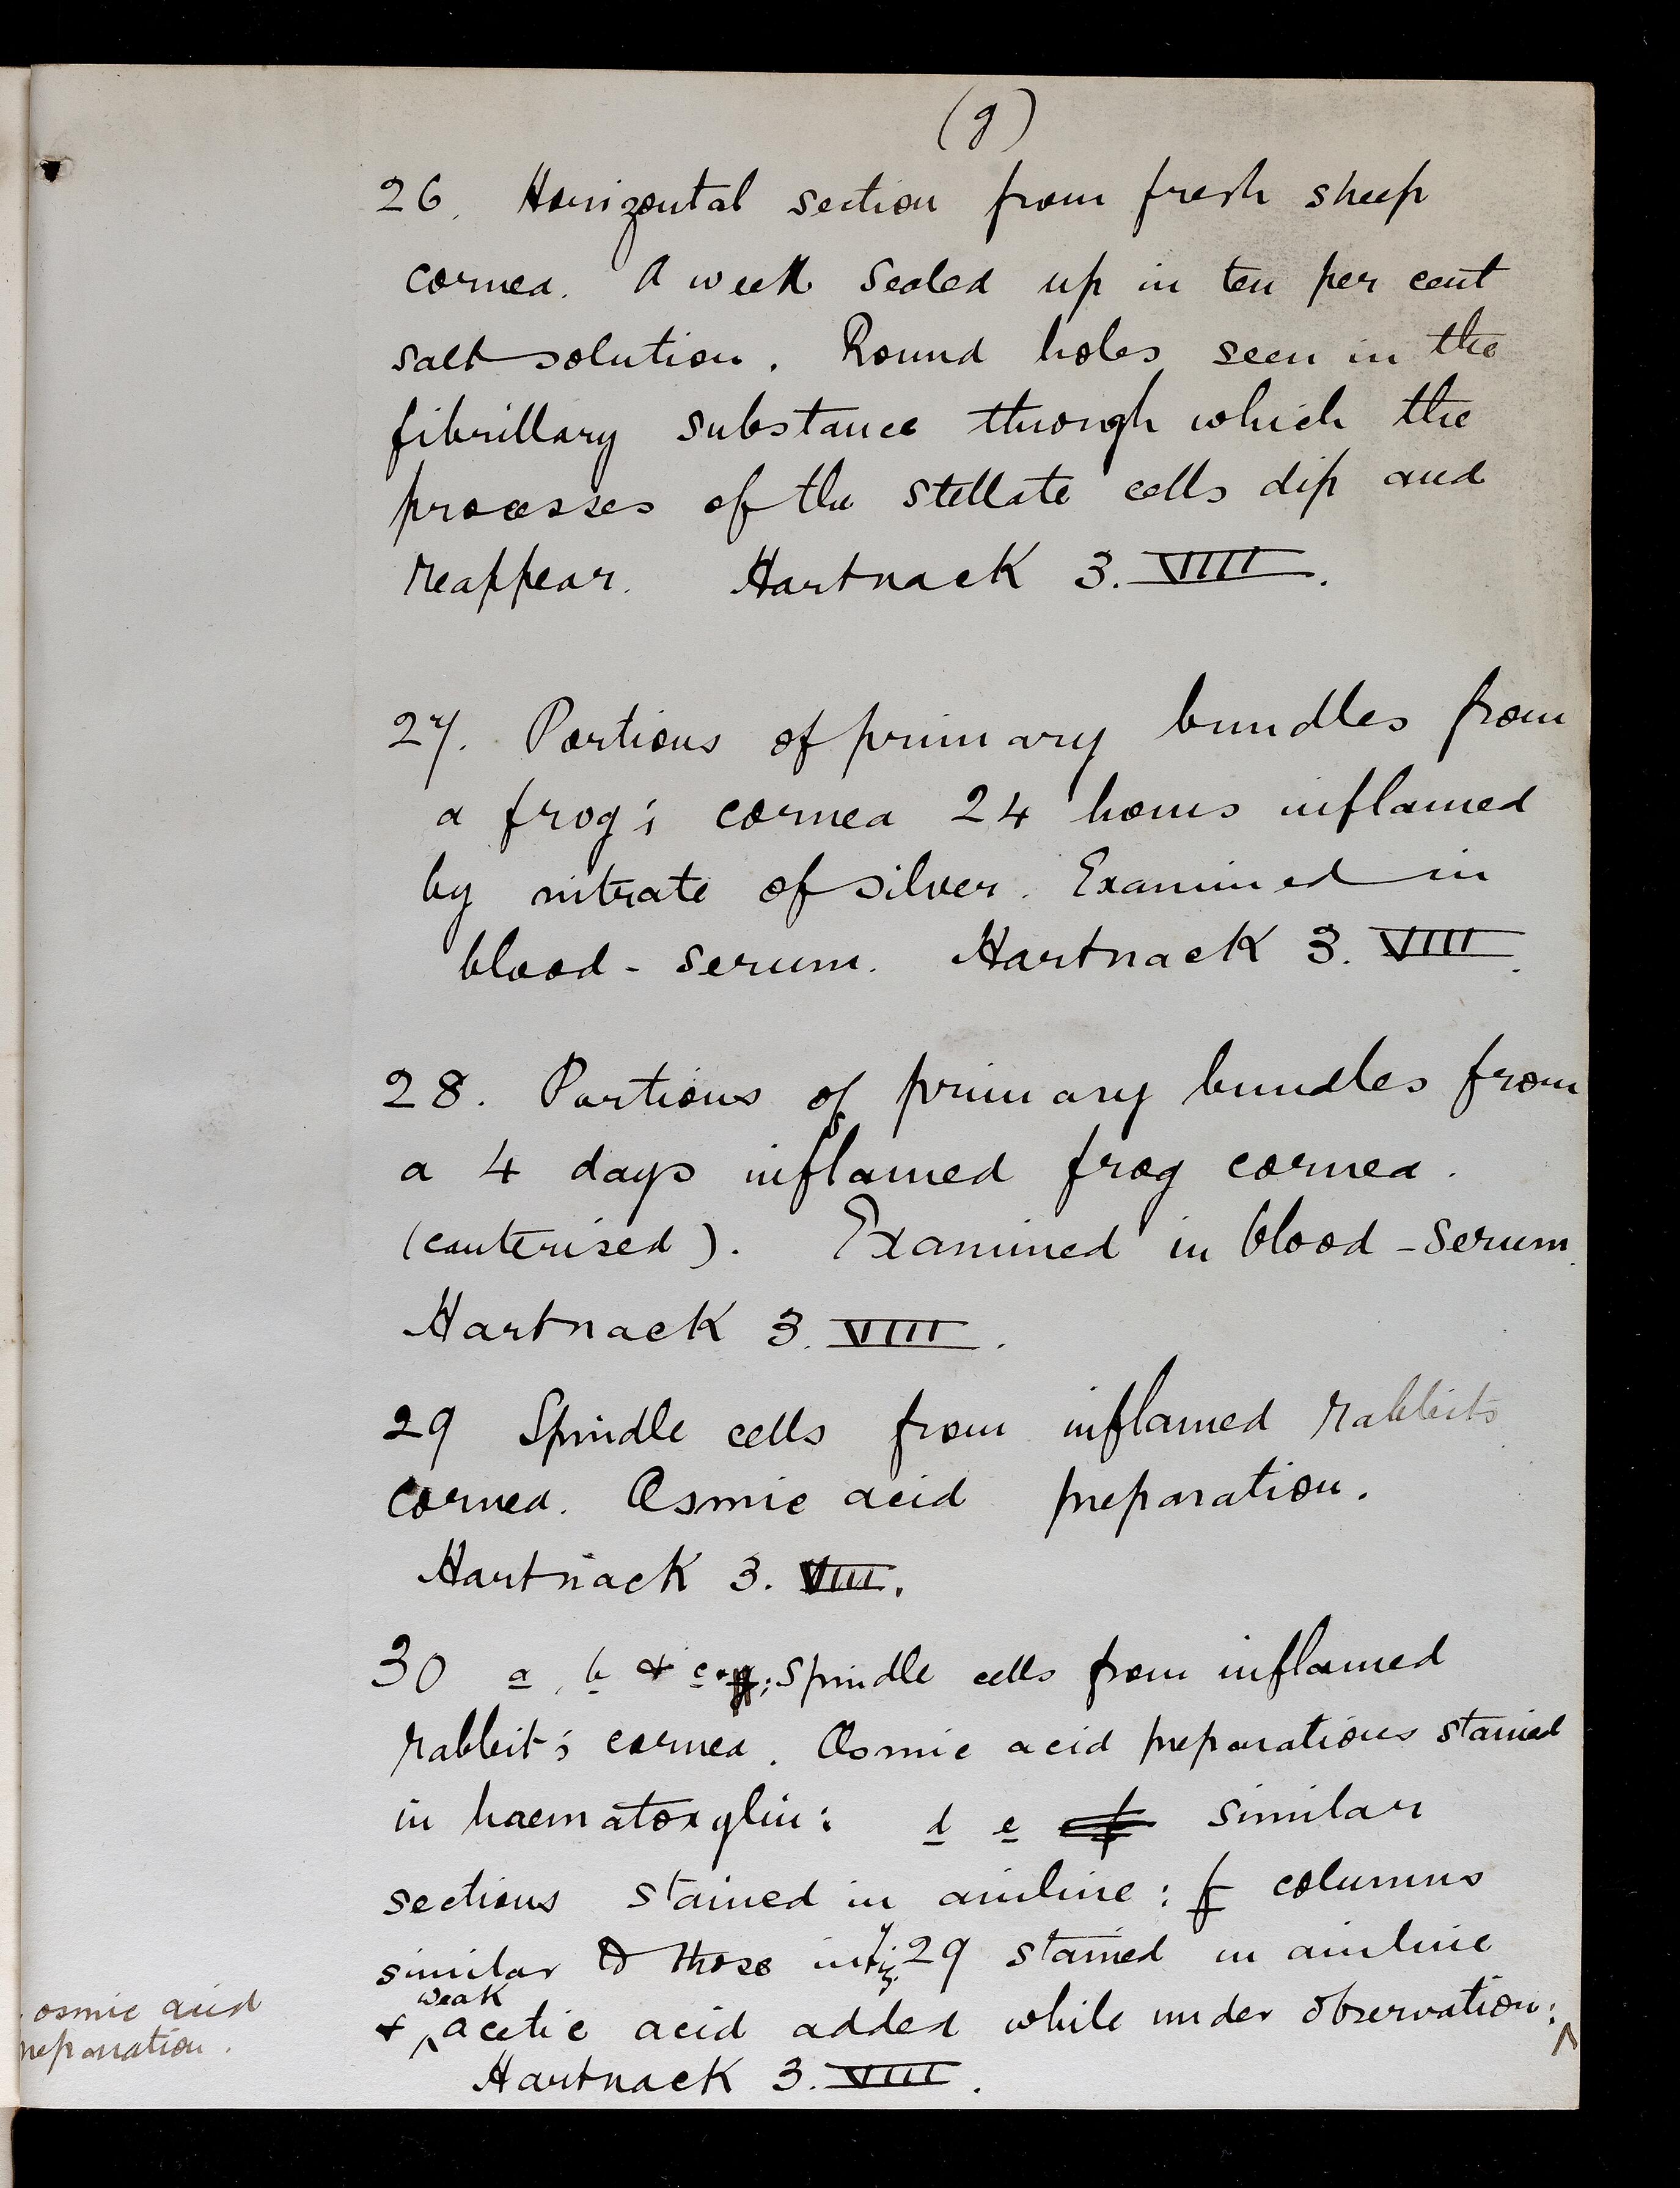 (g)
26. Horizontal section from fresh sheep
cornea. A week sealed up in ten per cent
salt solution. Round holes seen in the
fibrillary substance through which the
processes of the stellate cells dip and
reappear. Hartnack 3. VIIII.
27. Portions of primary bundles from
a frog's cornea 24 hours inflamed
by nitrate of silver. Examined in
blood-serum. Hartnack 3. VIIII.
28. Portions of primary bundles from
a 4 days inflamed frog cornea.
(cauterised). Examined in blood-serum.
Hartnack 3. VIIII.
29 Spindle cells from inflamed rabbits
cornea. Osmic acid preparation.
Hartnack 3. VIII.
30 a, b & c; Spindle cells from inflamed
rabbit's cornea. Osmic acid preparations stained
in haematoxylin: d e f similar
sections stained in aniline: f columns
similar to those in fig. 29 stained in aniline
& weak acetic acid added while under observation:
osmic acid
preparation.
Hartnack 3. VIIII.